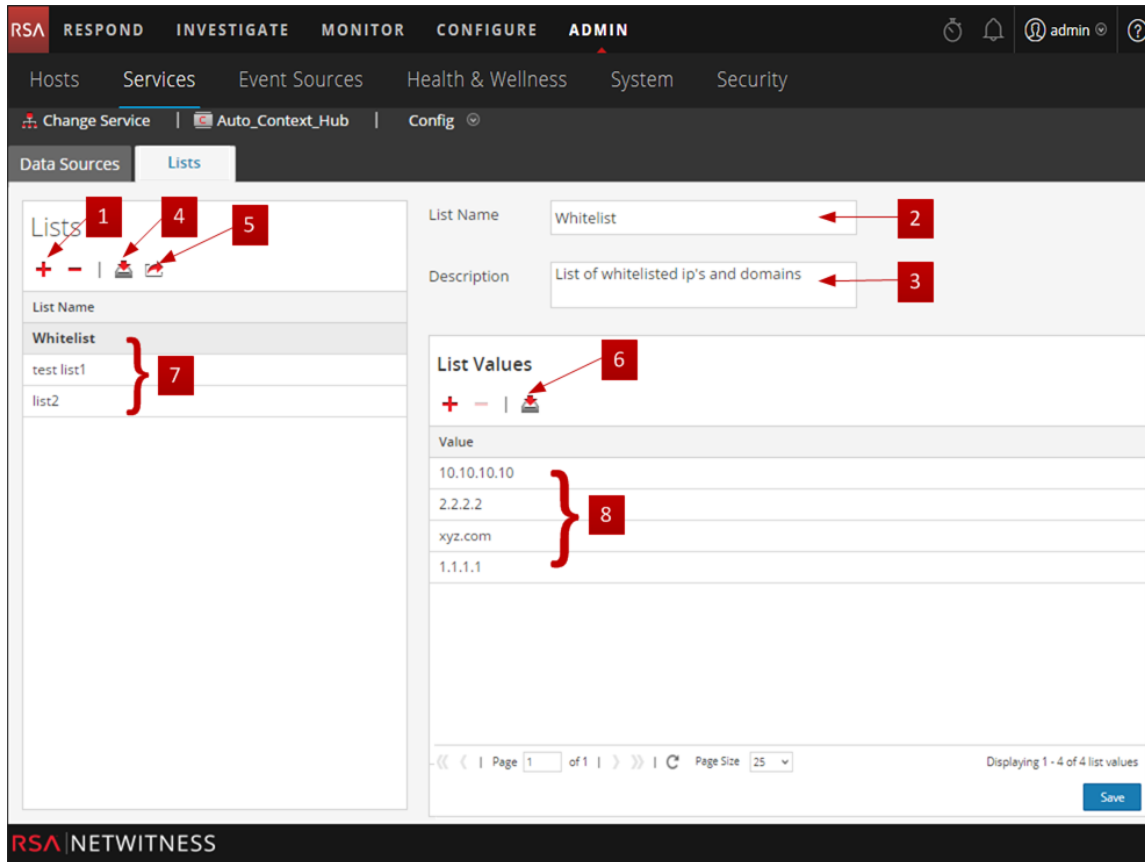 RSA RESPOND INVESTIGATE MONITOR CONFIGURE ADMIN admin ?
Hosts Services Event Sources Health & Wellness System Security
Change Service | C Auto_Context_Hub | Config
Data Sources Lists
Lists
1
4
5
List Name
Whitelist
test list1
list2
7
List Name Whitelist 2
Description List of whitelisted ip's and domains 3
List Values
6
Value
10.10.10.10
2.2.2.2
xyz.com
1.1.1.1
8
Page 1 of 1 | Page Size 25 Displaying 1 - 4 of 4 list values
Save
RSA NETWITNESS